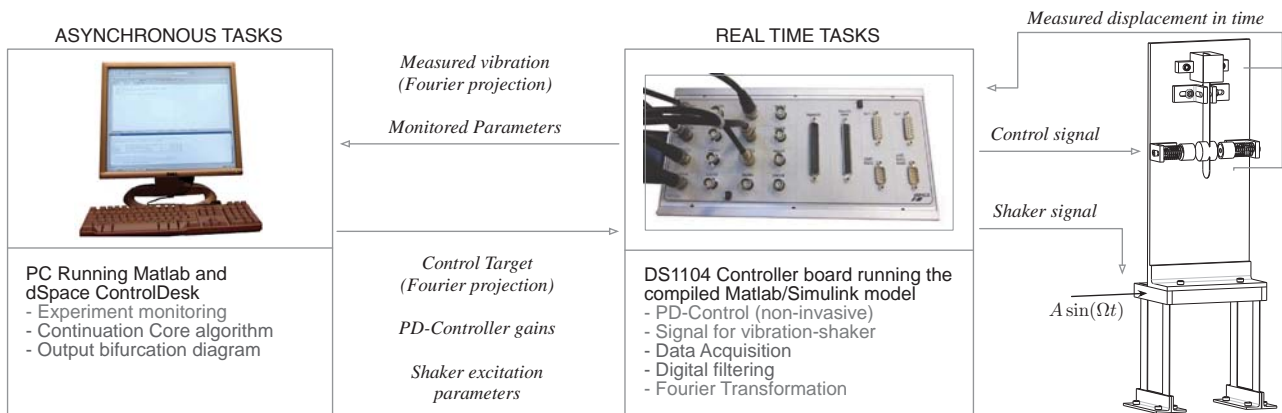 ASYNCHRONOUS TASKS
PC Running Matlab and
dSpace ControlDesk
- Experiment monitoring
- Continuation Core algorithm
- Output bifurcation diagram
Measured vibration
(Fourier projection)
Monitored Parameters
Control Target
(Fourier projection)
PD-Controller gains
Shaker excitation
parameters
REAL TIME TASKS
DS1104 Controller board running the
compiled Matlab/Simulink model
- PD-Control (non-invasive)
- Signal for vibration-shaker
- Data Acquisition
- Digital filtering
- Fourier Transformation
Measured displacement in time
Control signal
Shaker signal
A sin(Ωt)